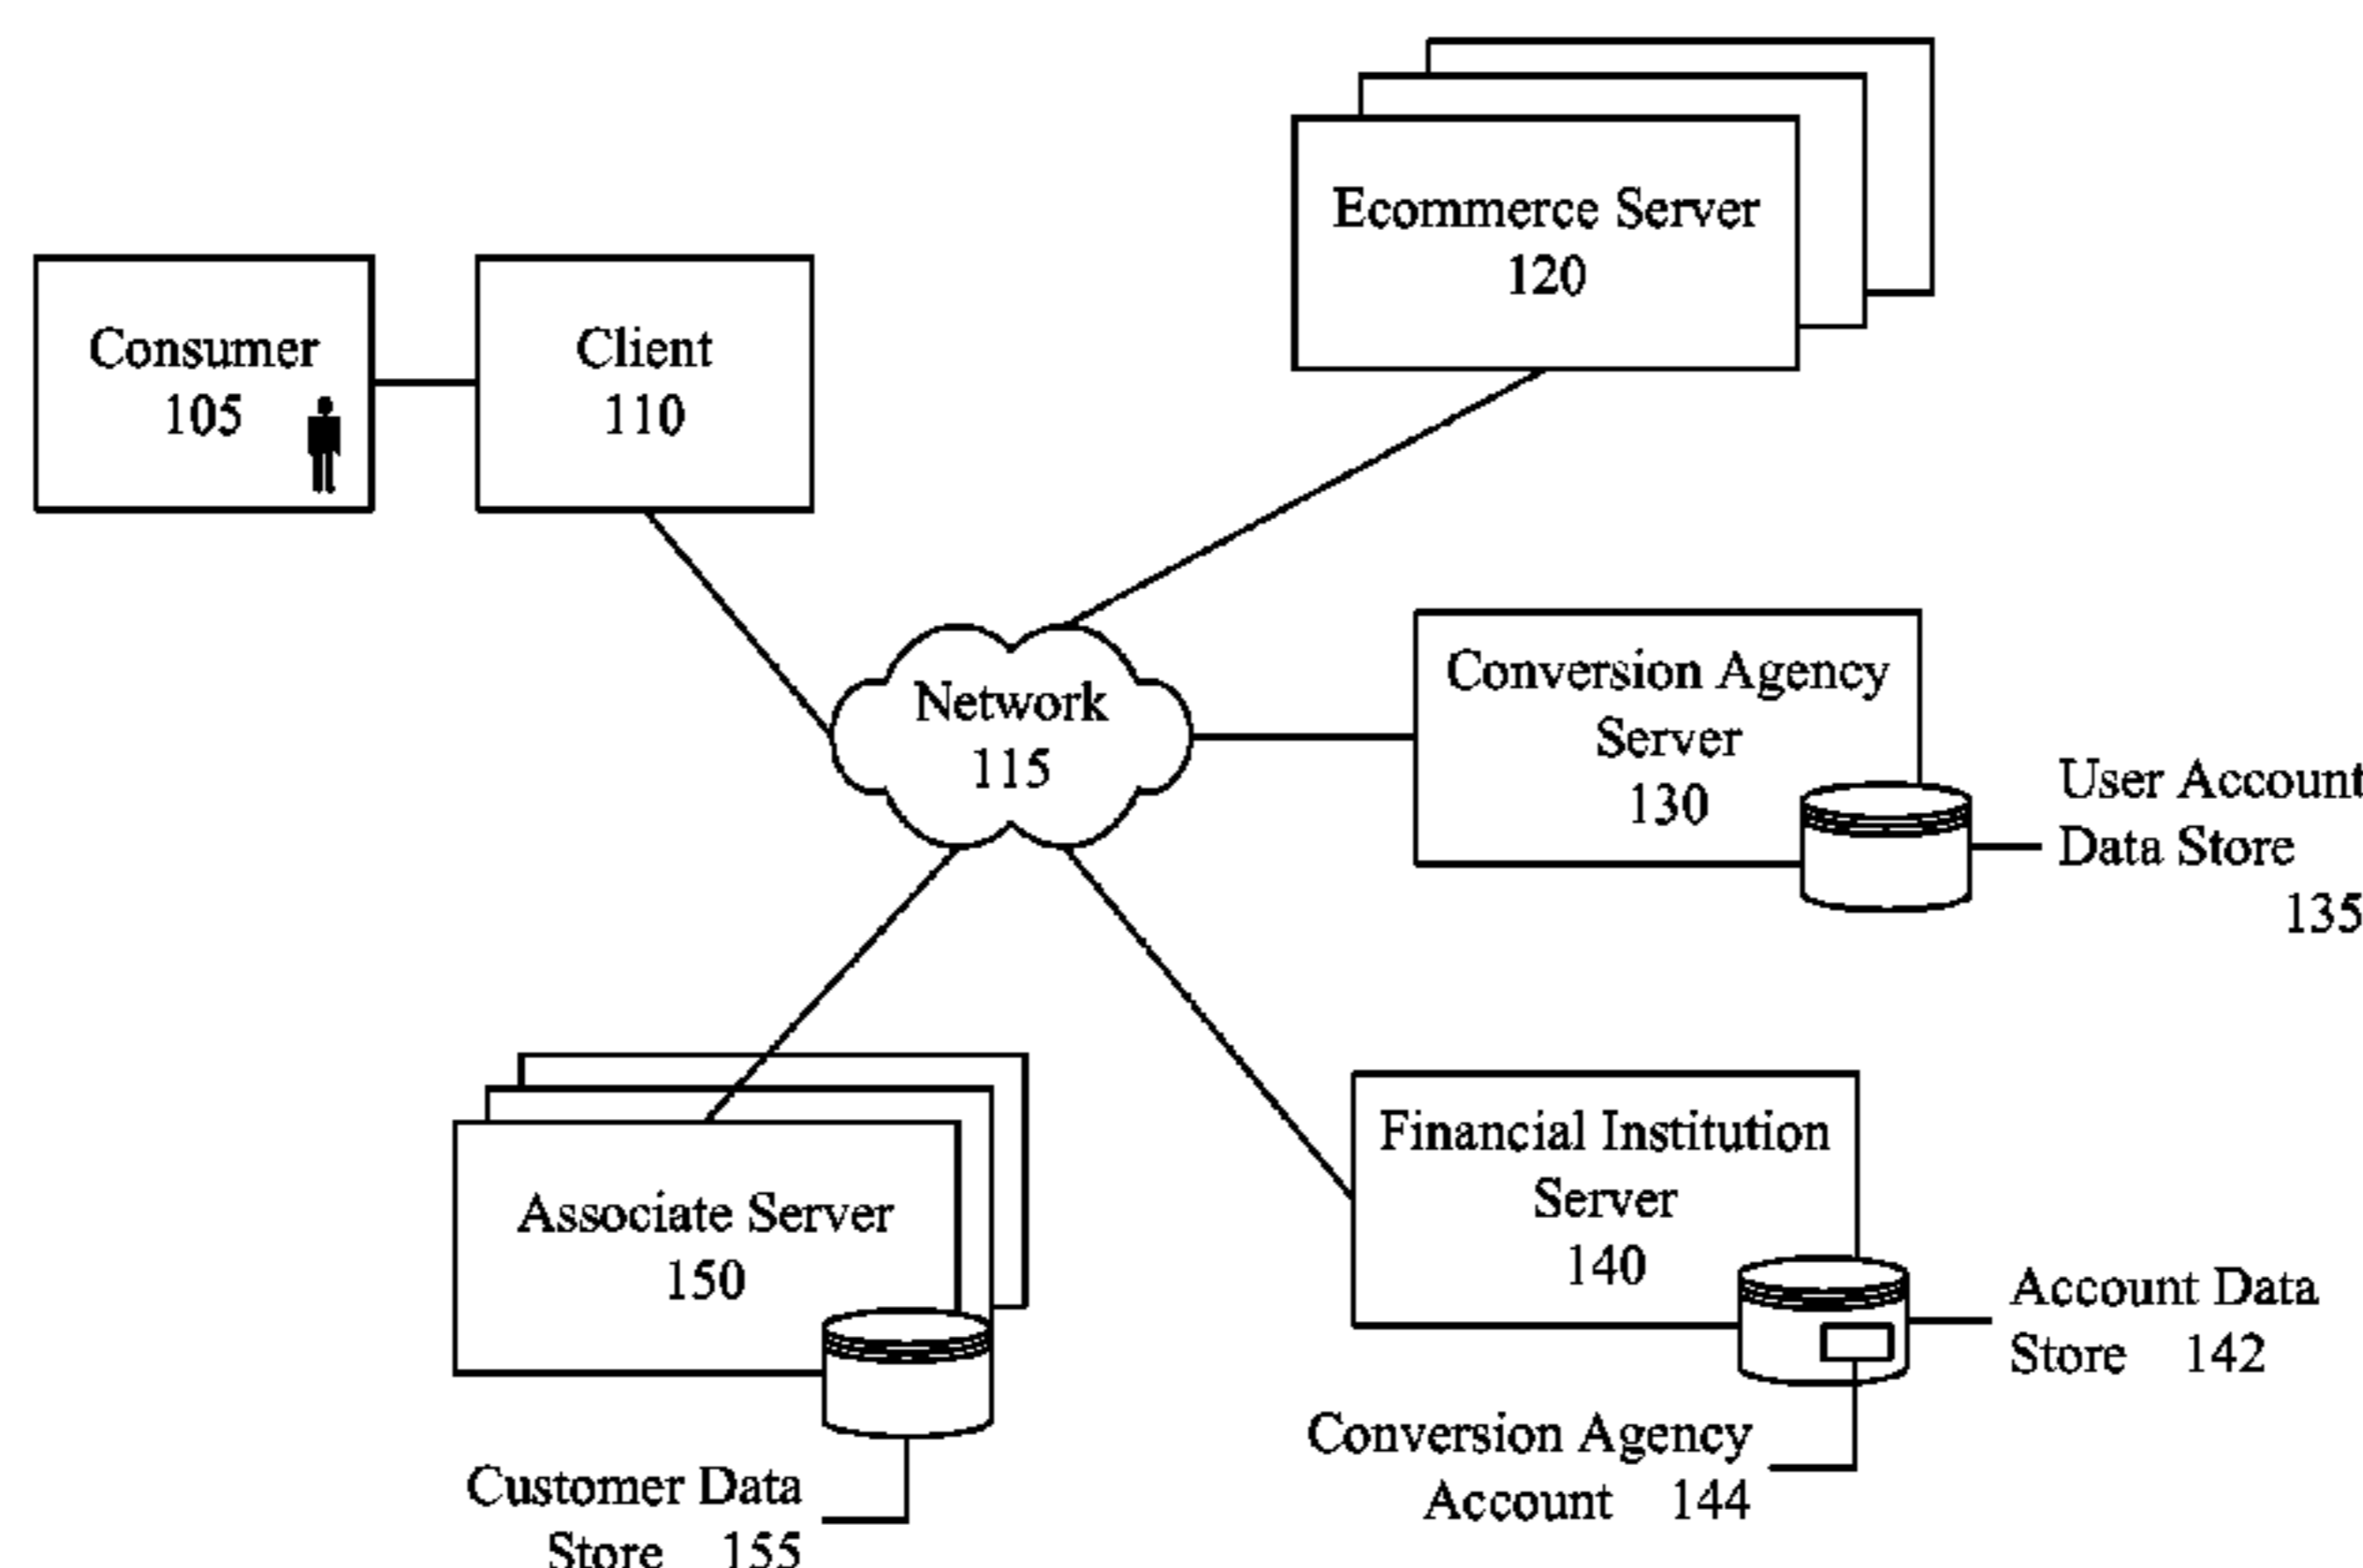 Ecommerce Server
120
Consumer
105
Client
110
Network
115
Conversion Agency
Server
130
User Account
Data Store
135
Associate Server
150
Customer Data
Store 155
Financial Institution
Server
140
Account Data
Store 142
Conversion Agency
Account 144